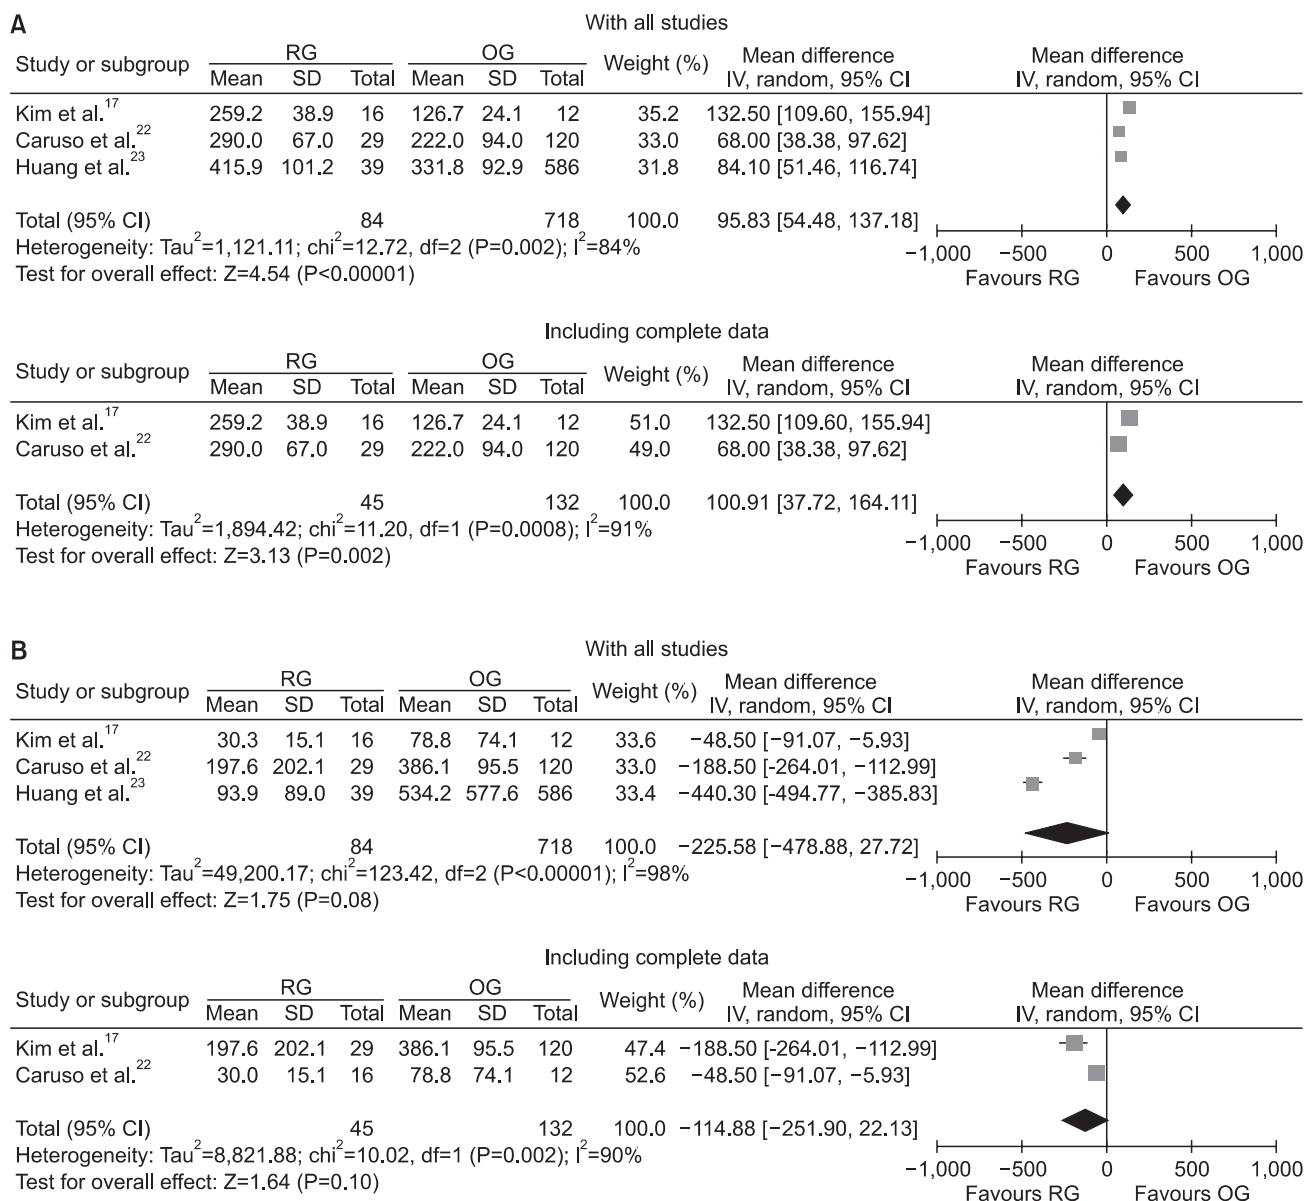 A
With all studies
Study or subgroup RG OG Weight (%) Mean difference IV, random, 95% CI Mean difference IV, random, 95% CI
Mean SD Total Mean SD Total
Kim et al.17 259.2 38.9 16 126.7 24.1 12 35.2 132.50 [109.60, 155.94]
Caruso et al.22 290.0 67.0 29 222.0 94.0 120 33.0 68.00 [38.38, 97.62]
Huang et al.23 415.9 101.2 39 331.8 92.9 586 31.8 84.10 [51.46, 116.74]
Total (95% CI) 84 718 100.0 95.83 [54.48, 137.18]
Heterogeneity: Tau2=1,121.11; chi2=12.72, df=2 (P=0.002); I2=84%
Test for overall effect: Z=4.54 (P<0.00001)
−1,000 −500 0 500 1,000
Favours RG Favours OG
Including complete data
Study or subgroup RG OG Weight (%) Mean difference IV, random, 95% CI Mean difference IV, random, 95% CI
Mean SD Total Mean SD Total
Kim et al.17 259.2 38.9 16 126.7 24.1 12 51.0 132.50 [109.60, 155.94]
Caruso et al.22 290.0 67.0 29 222.0 94.0 120 49.0 68.00 [38.38, 97.62]
Total (95% CI) 45 132 100.0 100.91 [37.72, 164.11]
Heterogeneity: Tau2=1,894.42; chi2=11.20, df=1 (P=0.0008); I2=91%
Test for overall effect: Z=3.13 (P=0.002)
−1,000 −500 0 500 1,000
Favours RG Favours OG
B
With all studies
Study or subgroup RG OG Weight (%) Mean difference IV, random, 95% CI Mean difference IV, random, 95% CI
Mean SD Total Mean SD Total
Kim et al.17 30.3 15.1 16 78.8 74.1 12 33.6 −48.50 [−91.07, −5.93]
Caruso et al.22 197.6 202.1 29 386.1 95.5 120 33.0 −188.50 [-264.01, −112.99]
Huang et al.23 93.9 89.0 39 534.2 577.6 586 33.4 −440.30 [-494.77, −385.83]
Total (95% CI) 84 718 100.0 −225.58 [−478.88, 27.72]
Heterogeneity: Tau2=49,200.17; chi2=123.42, df=2 (P<0.00001); I2=98%
Test for overall effect: Z=1.75 (P=0.08)
−1,000 −500 0 500 1,000
Favours RG Favours OG
Including complete data
Study or subgroup RG OG Weight (%) Mean difference IV, random, 95% CI Mean difference IV, random, 95% CI
Mean SD Total Mean SD Total
Kim et al.17 197.6 202.1 29 386.1 95.5 120 47.4 −188.50 [-264.01, −112.99]
Caruso et al.22 30.0 15.1 16 78.8 74.1 12 52.6 −48.50 [−91.07, −5.93]
Total (95% CI) 45 132 100.0 −114.88 [−251.90, 22.13]
Heterogeneity: Tau2=8,821.88; chi2=10.02, df=1 (P=0.002); I2=90%
Test for overall effect: Z=1.64 (P=0.10)
−1,000 −500 0 500 1,000
Favours RG Favours OG